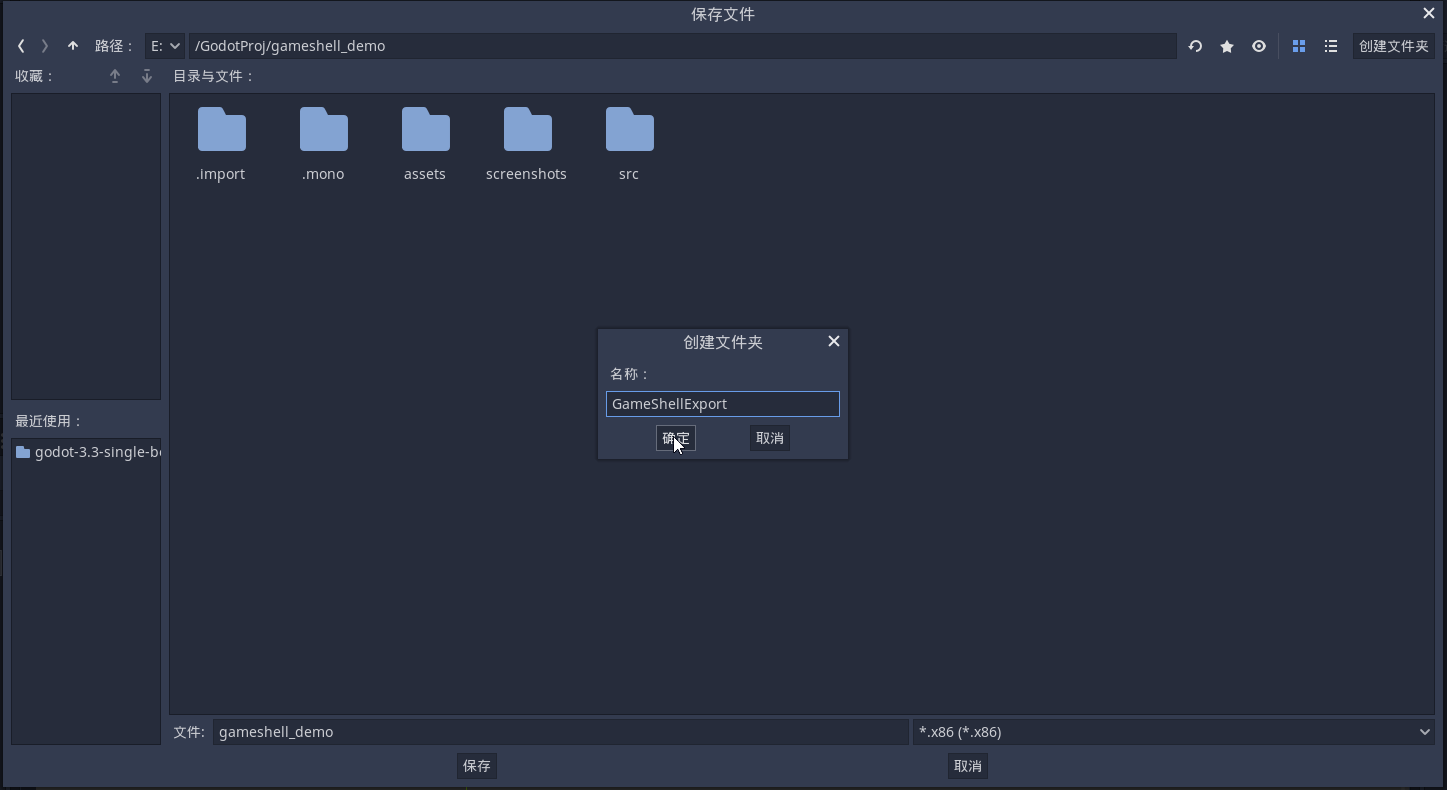 保存文件
路径： E: /GodotProj/gameshell_demo 创建文件夹
收藏： 目录与文件：
.import .mono assets screenshots src
创建文件夹
名称：
GameShellExport
确定 取消
最近使用：
godot-3.3-single-b
文件: gameshell_demo *.x86 (*.x86)
保存 取消